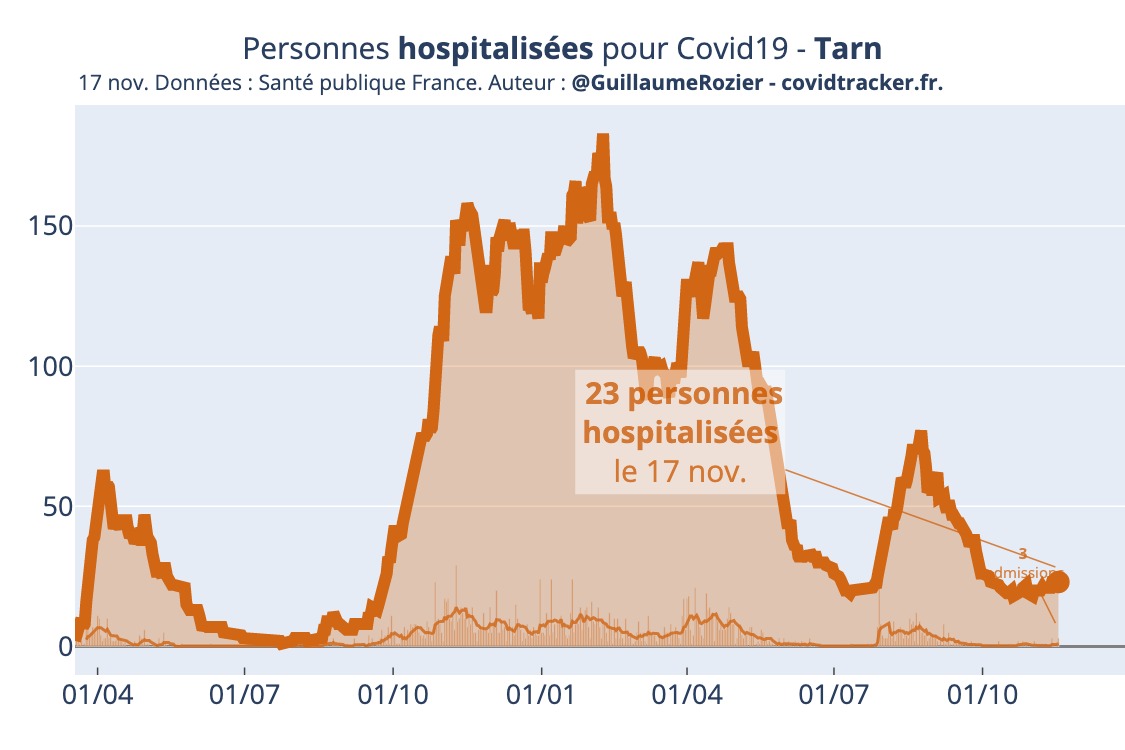 Personnes hospitalisées pour Covid19 - Tarn
17 nov. Données : Santé publique France. Auteur : @GuillaumeRozier - covidtracker.fr.
150
100
50
0
23 personnes
hospitalisées
le 17 nov.
3
dmission
01/04
01/07
01/10
01/01
01/04
01/07
01/10